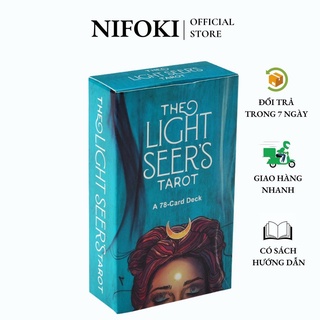 NIFOKI
OFFICIAL
STORE
THE
LIGHT
SEER'S
TAROT
A 78-Card Deck
THE LIGHT SEER'S TAROT
ĐỔI TRẢ
TRONG 7 NGÀY
GIAO HÀNG
NHANH
CÓ SÁCH
HƯỚNG DẪN